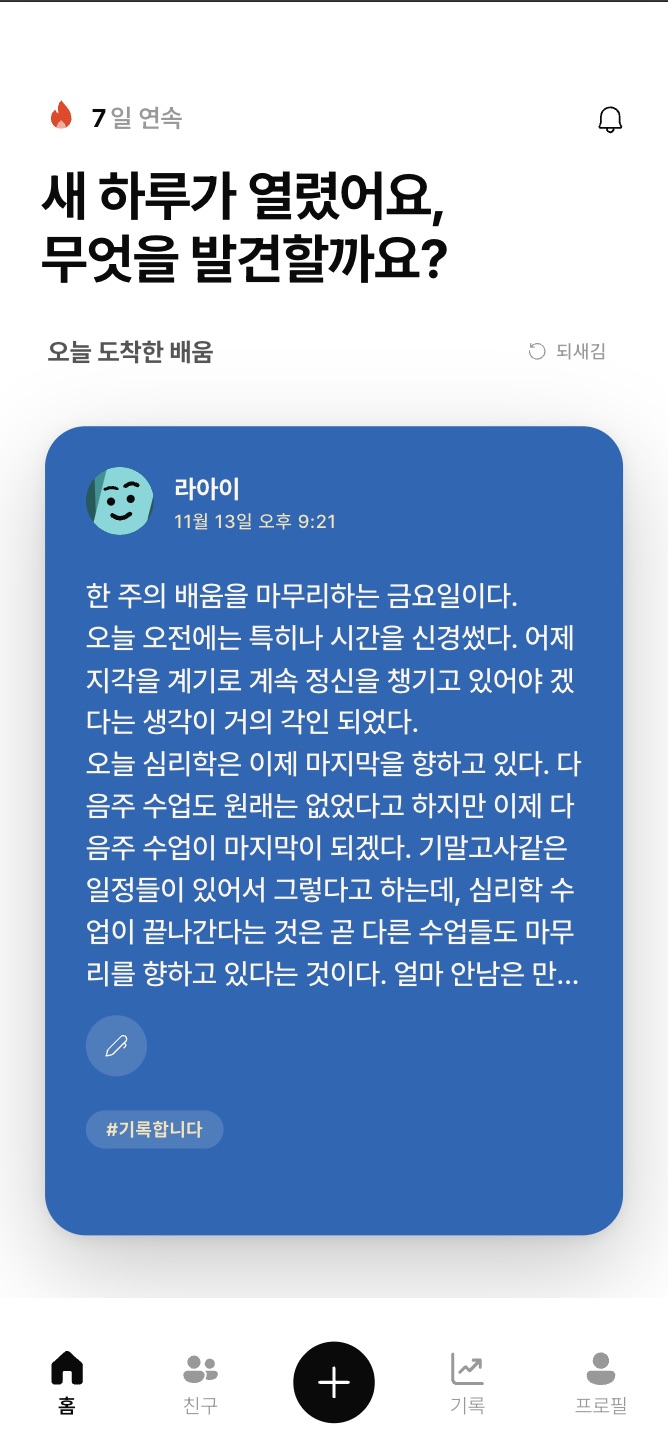 7일 연속
새 하루가 열렸어요,
무엇을 발견할까요?
오늘 도착한 배움
되새김
라아이
11월 13일 오후 9:21
한 주의 배움을 마무리하는 금요일이다.
오늘 오전에는 특히나 시간을 신경썼다. 어제
지각을 계기로 계속 정신을 챙기고 있어야 겠
다는 생각이 거의 각인 되었다.
오늘 심리학은 이제 마지막을 향하고 있다. 다
음주 수업도 원래는 없었다고 하지만 이제 다
음주 수업이 마지막이 되겠다. 기말고사같은
일정들이 있어서 그렇다고 하는데, 심리학 수
업이 끝나간다는 것은 곧 다른 수업들도 마무
리를 향하고 있다는 것이다. 얼마 안남은 만...
#기록합니다
홈
친구
기록
프로필